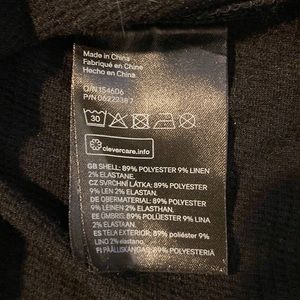 Made in China
Fabriqué en Chine
Hecho en China
O/N 154606
P/N 06222387
30
clevercare.info
GB SHELL: 89% POLYESTER 9% LINEN
2% ELASTANE.
CZ SVRCHNÍ LÁTKA: 89% POLYESTER
9% LEN 2% ELASTAN.
DE OBERMATERIAL: 89% POLYESTER
9% LEINEN 2% ELASTHAN.
EE ÜMBRIS: 89% POLÜESTER 9% LINA
2% ELASTAAN.
ES TELA EXTERIOR: 89% poliéster 9%
LINO 2% elastano
FI PÄÄLLISKANGAS: 89% POLYESTERIÄ